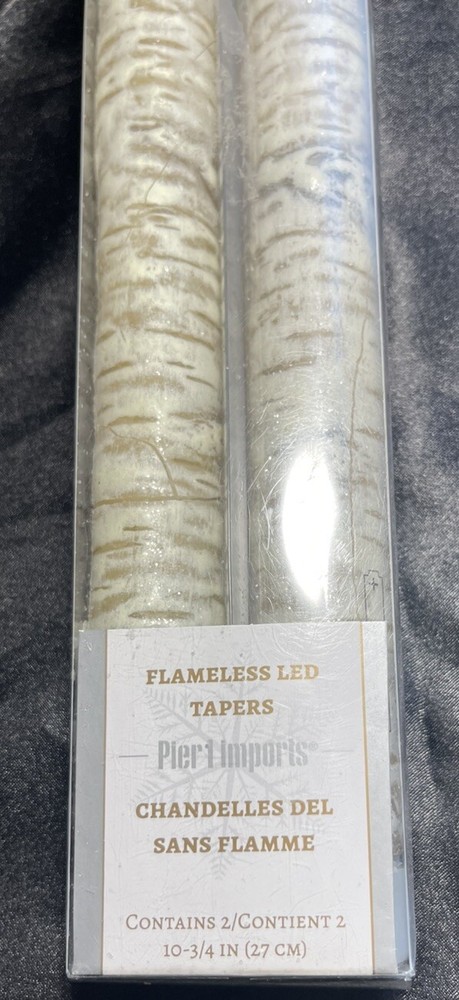 FLAMELESS LED
TAPERS
Pier 1 imports®
CHANDELLES DEL
SANS FLAMME
CONTAINS 2/CONTIENT 2
10-3/4 IN (27 CM)